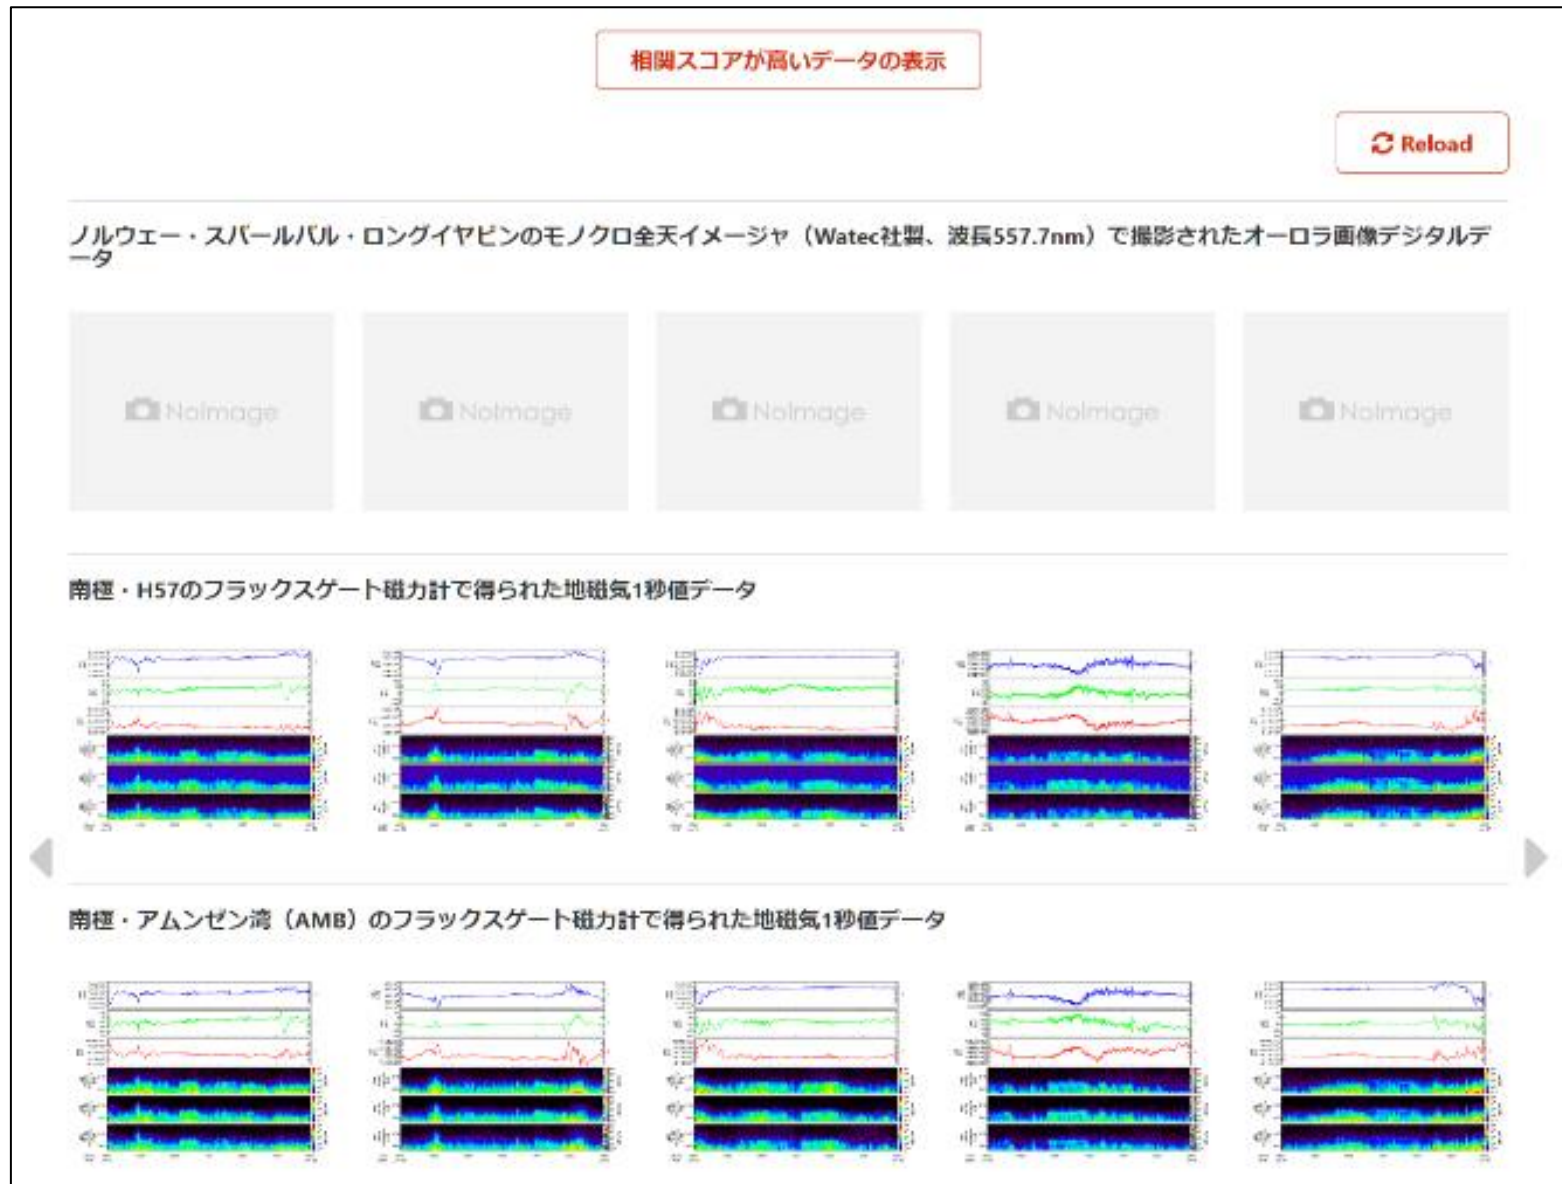 相関スコアが高いデータの表示
Reload
ノルウェー・スバールバル・ロングイヤビンのモノクロ全天イメージャ（Watec社製、波長557.7nm）で撮影されたオーロラ画像デジタルデ
ータ
NoImage NoImage NoImage NoImage NoImage
南極・H57のフラックスゲート磁力計で得られた地磁気1秒値データ
南極・アムンゼン湾（AMB）のフラックスゲート磁力計で得られた地磁気1秒値データ